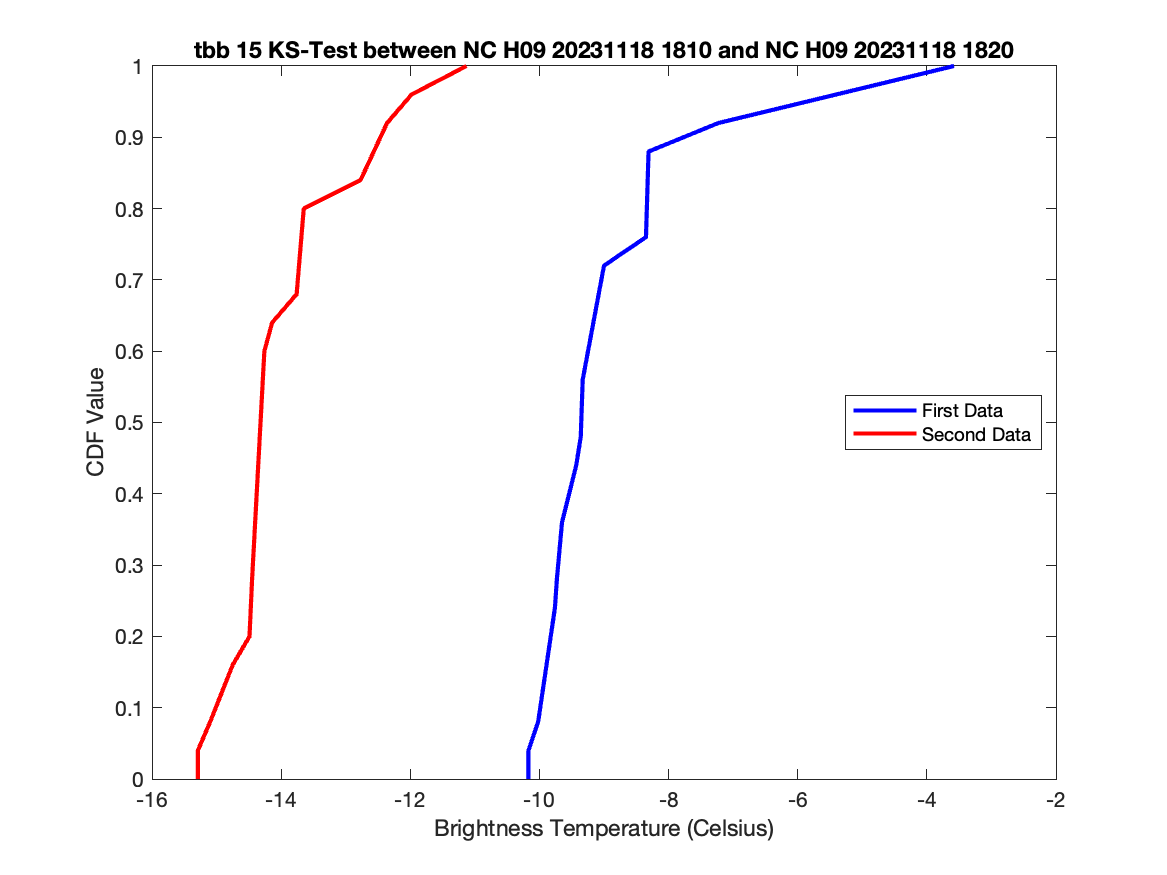 tbb 15 KS-Test between NC H09 20231118 1810 and NC H09 20231118 1820
1
0.9
0.8
0.7
0.6
0.5
0.4
0.3
0.2
0.1
0
CDF Value
First Data
Second Data
-16 -14 -12 -10 -8 -6 -4 -2
Brightness Temperature (Celsius)